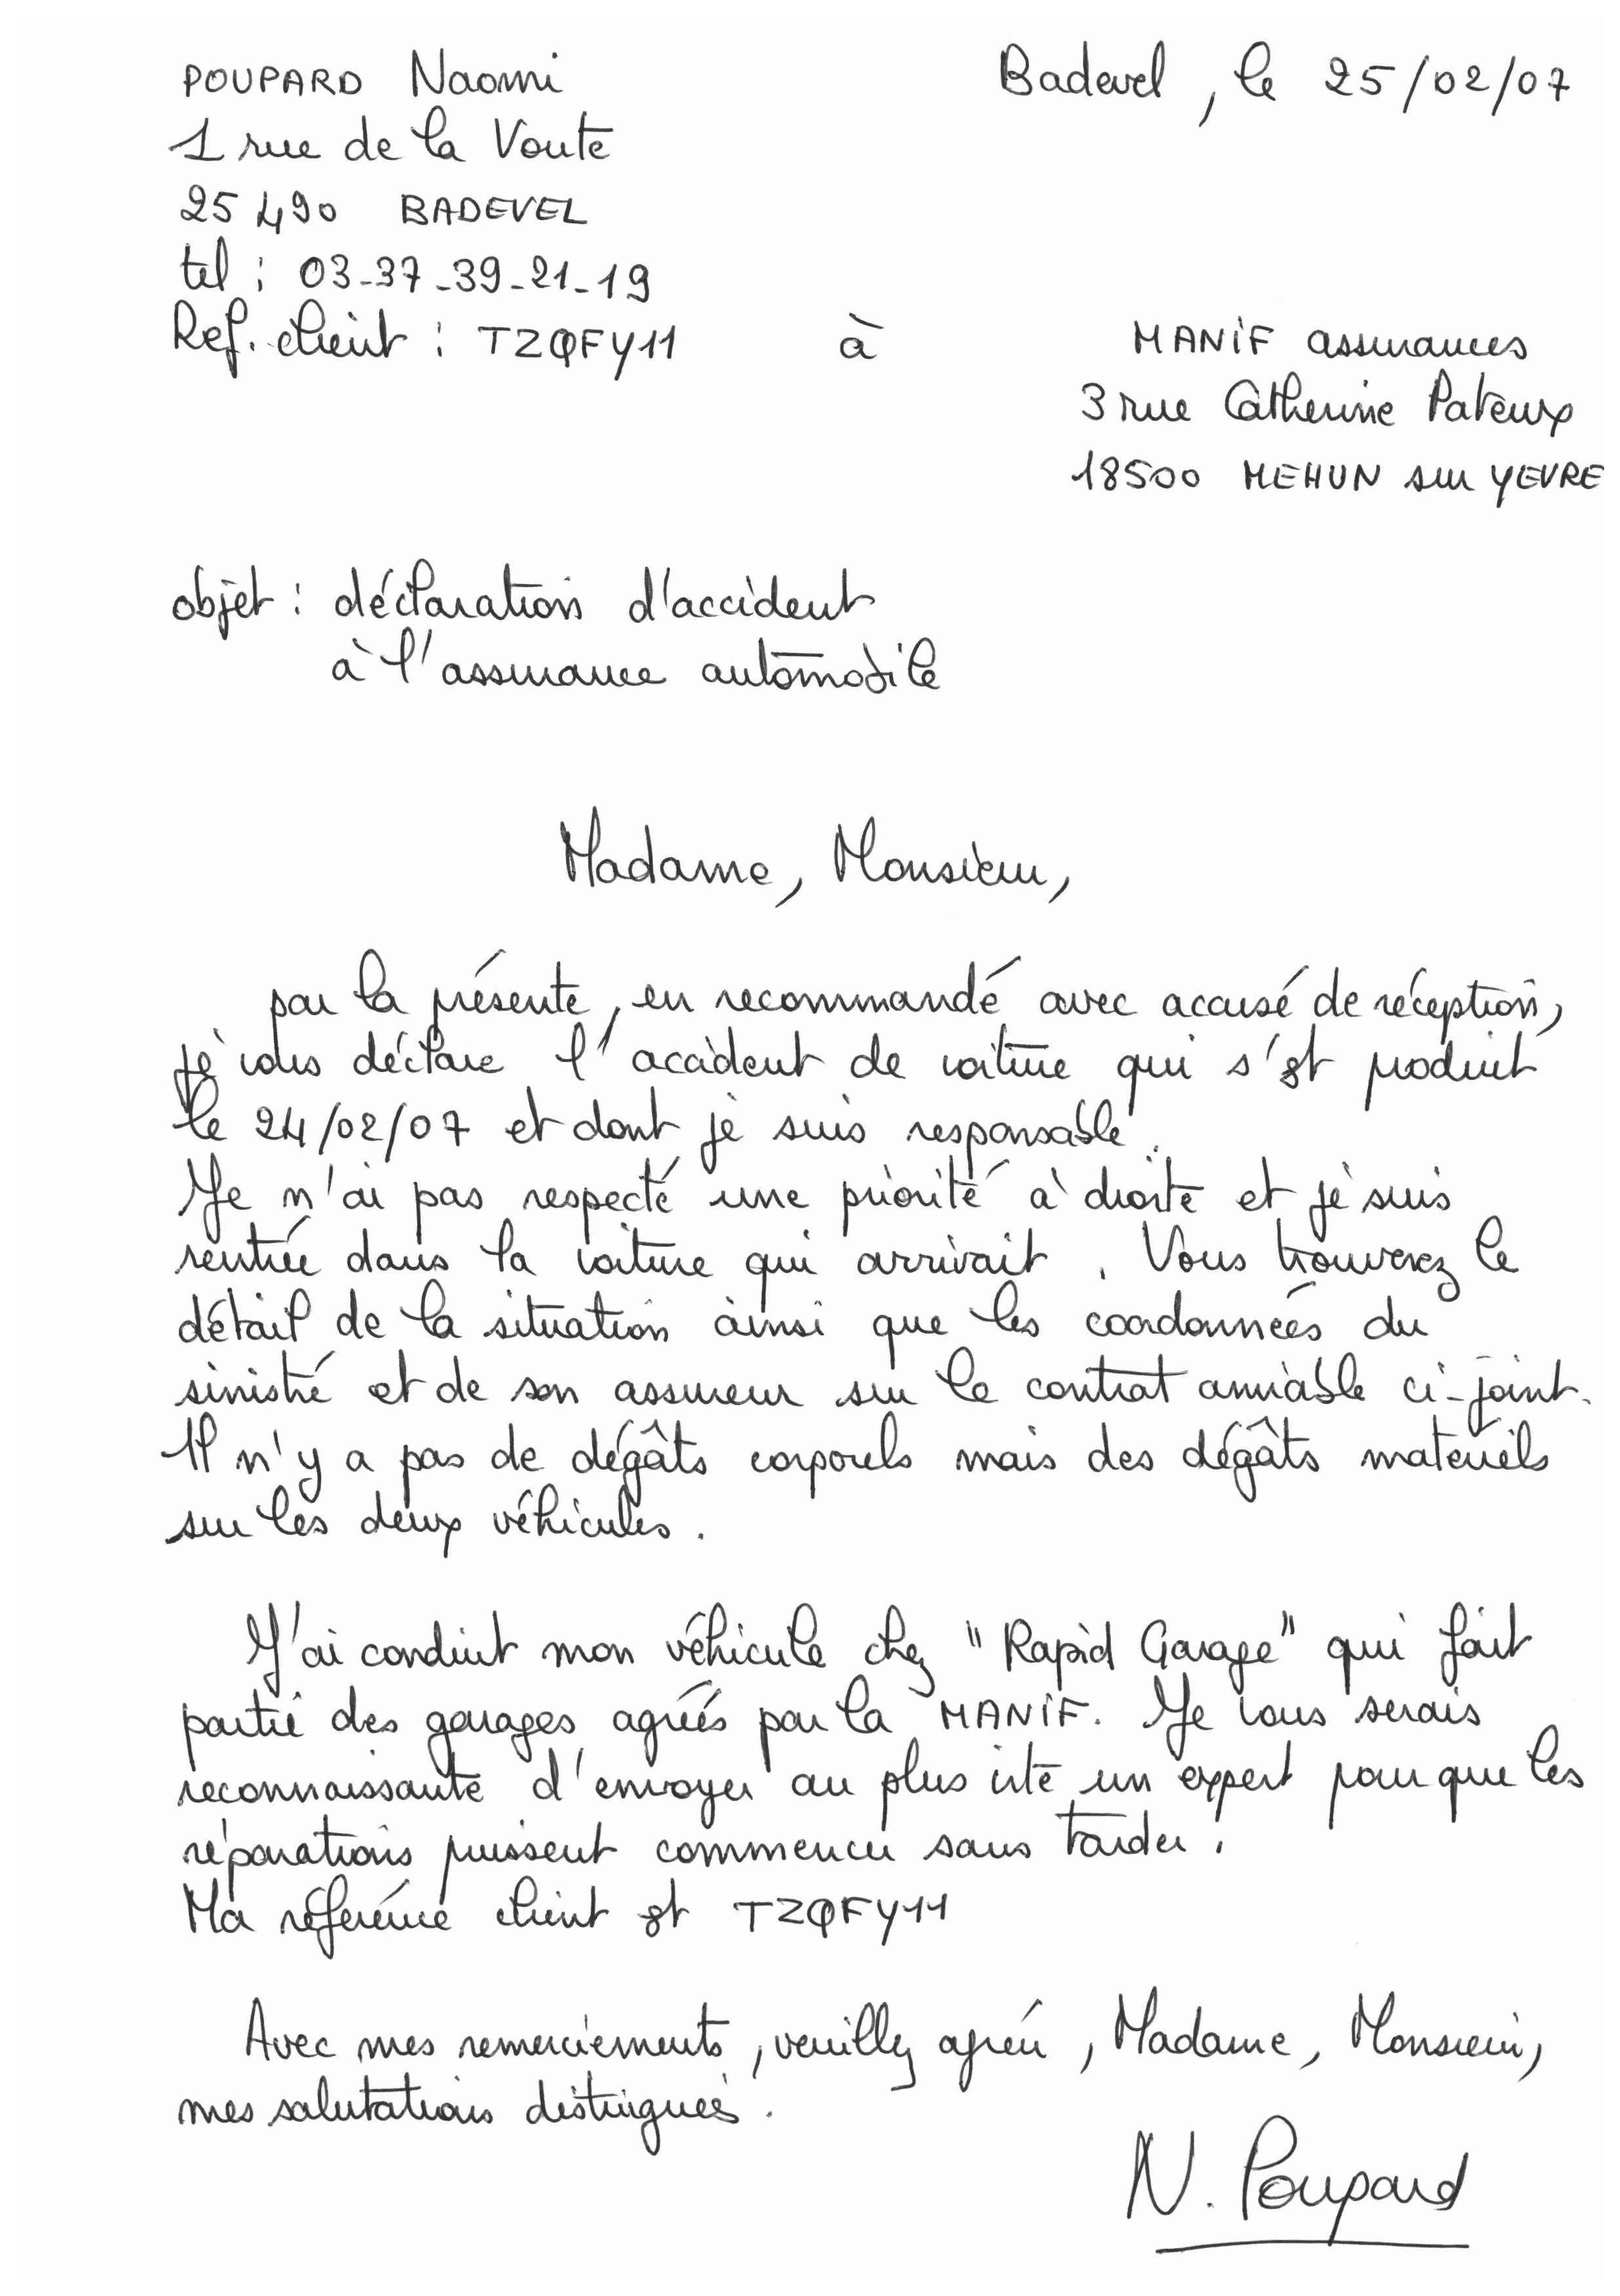 POUPARD Naomi
Badevel, le 25/02/07
1 rue de la Voute
25 490 BADEVEL
tel : 03-37-39-21-19
Ref. client : TZQFY11
à
MANIF assurances
3 rue Catherine Pateux
18500 MEHUN sur YEVRE
objet : déclaration d'accident
à l'assurance automobile
Madame, Monsieur,
par la présente, en recommandé avec accusé de réception,
je vous déclare l'accident de voiture qui s'est produit
le 24/02/07 et dont je suis responsable.
Je n'ai pas respecté une priorité à droite et je suis
rentrée dans la voiture qui arrivait. Vous trouverez le
détail de la situation ainsi que les coordonnées du
sinistré et de son assureur sur le contrat amiable ci-joint.
Il n'y a pas de dégâts corporels mais des dégâts matériels
sur les deux véhicules.
J'ai conduit mon véhicule chez "Rapid Garage" qui fait
partie des garages agréés par la MANIF. Je vous serais
reconnaissante d'envoyer au plus vite un expert pour que les
réparations puissent commencer sans tarder.
Ma référence client est TZQFY11
Avec mes remerciements, veuillez agréer, Madame, Monsieur,
mes salutations distinguées.
N. Poupard